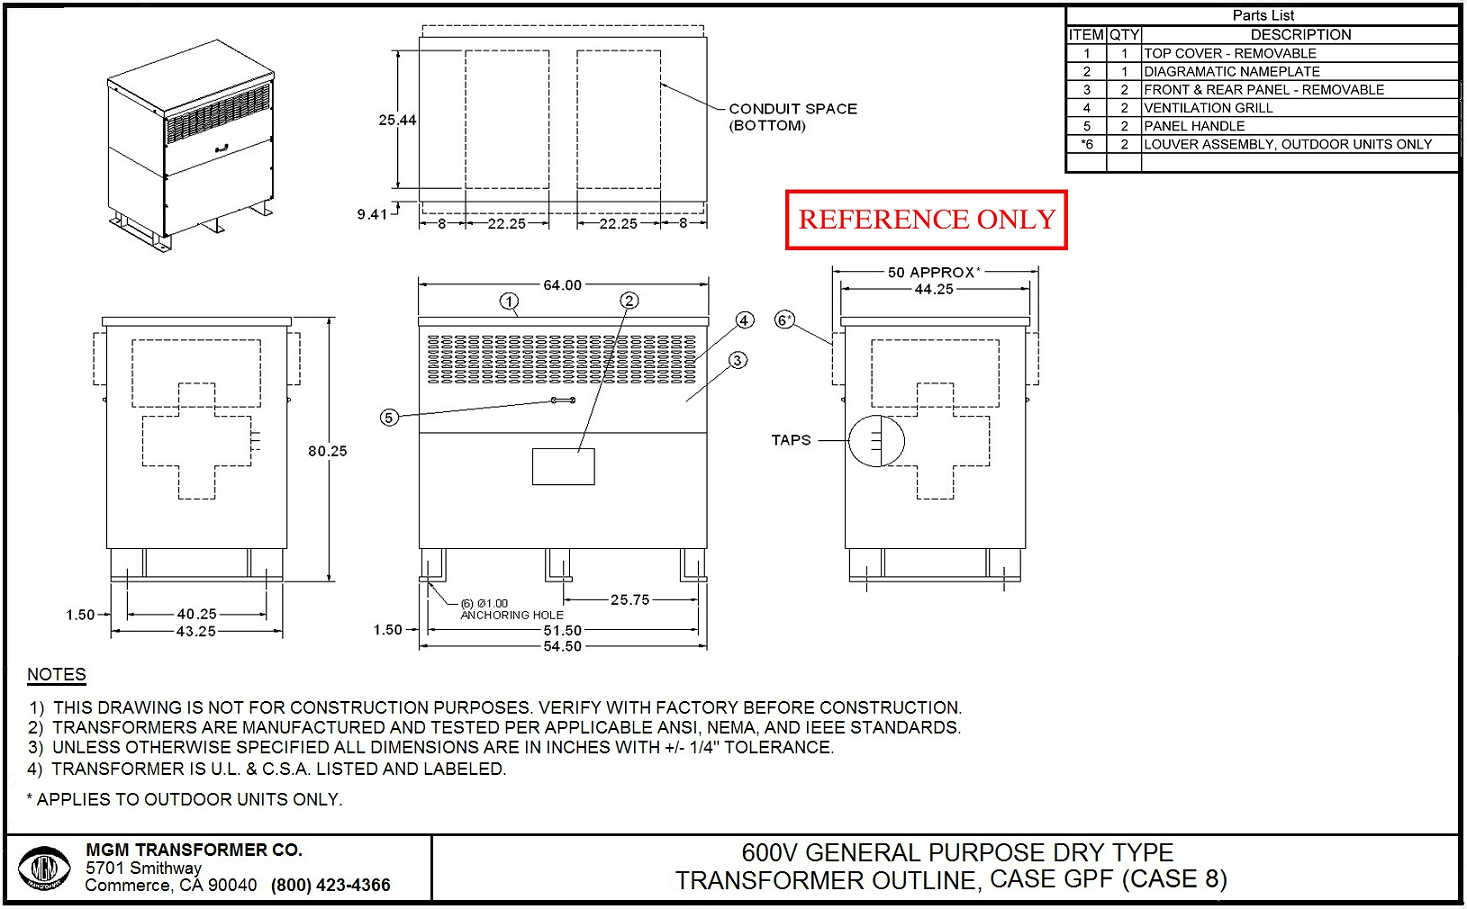 Parts List
ITEM QTY DESCRIPTION
1 1 TOP COVER - REMOVABLE
2 1 DIAGRAMATIC NAMEPLATE
3 2 FRONT & REAR PANEL - REMOVABLE
4 2 VENTILATION GRILL
5 2 PANEL HANDLE
*6 2 LOUVER ASSEMBLY, OUTDOOR UNITS ONLY
25.44
CONDUIT SPACE
(BOTTOM)
9.41
8 22.25 22.25 8
REFERENCE ONLY
64.00
50 APPROX*
44.25
1
2
4
6*
3
5
80.25
TAPS
(6) Ø1.00
ANCHORING HOLE
25.75
1.50 40.25
43.25
1.50 51.50
54.50
NOTES
1) THIS DRAWING IS NOT FOR CONSTRUCTION PURPOSES. VERIFY WITH FACTORY BEFORE CONSTRUCTION.
2) TRANSFORMERS ARE MANUFACTURED AND TESTED PER APPLICABLE ANSI, NEMA, AND IEEE STANDARDS.
3) UNLESS OTHERWISE SPECIFIED ALL DIMENSIONS ARE IN INCHES WITH +/- 1/4" TOLERANCE.
4) TRANSFORMER IS U.L. & C.S.A. LISTED AND LABELED.
* APPLIES TO OUTDOOR UNITS ONLY.
MGM
MGM TRANSFORMER CO.
5701 Smithway
Commerce, CA 90040 (800) 423-4366
600V GENERAL PURPOSE DRY TYPE
TRANSFORMER OUTLINE, CASE GPF (CASE 8)